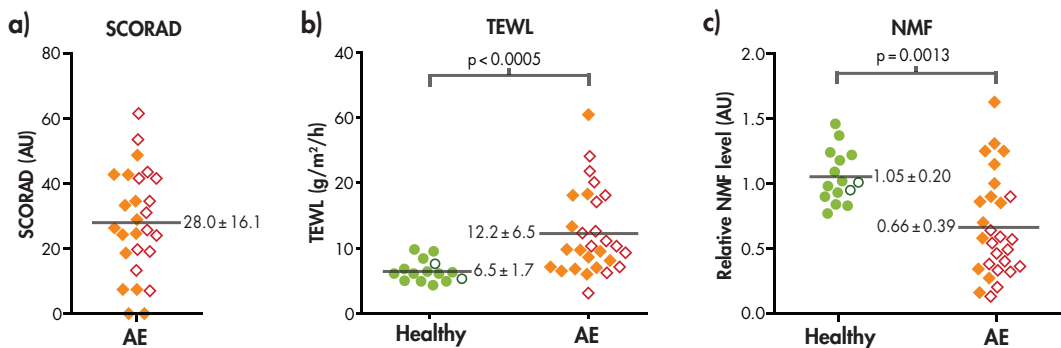 a)
SCORAD
SCORAD (AU)
80
60
40
20
0
28.0±16.1
AE
b)
TEWL
TEWL (g/m²/h)
40
60
20
10
0
p<0.0005
12.2±6.5
6.5±1.7
Healthy
AE
c)
NMF
Relative NMF level (AU)
2.0
1.5
1.0
0.5
0.0
p=0.0013
1.05±0.20
0.66±0.39
Healthy
AE